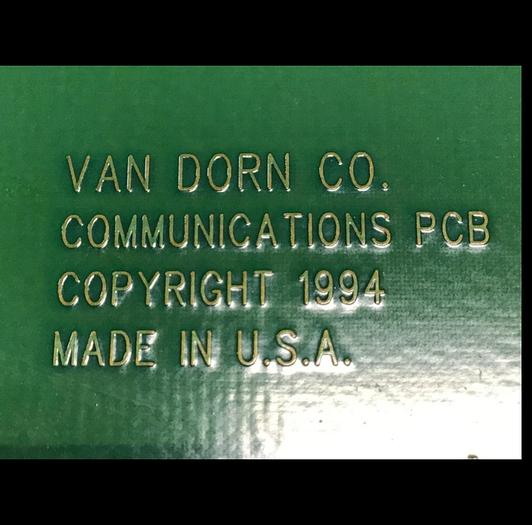 VAN DORN CO.
COMMUNICATIONS PCB
COPYRIGHT 1994
MADE IN U.S.A.